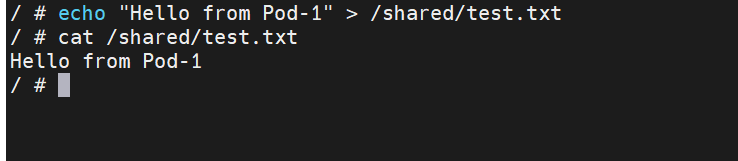 / # echo "Hello from Pod-1" > /shared/test.txt
/ # cat /shared/test.txt
Hello from Pod-1
/ #